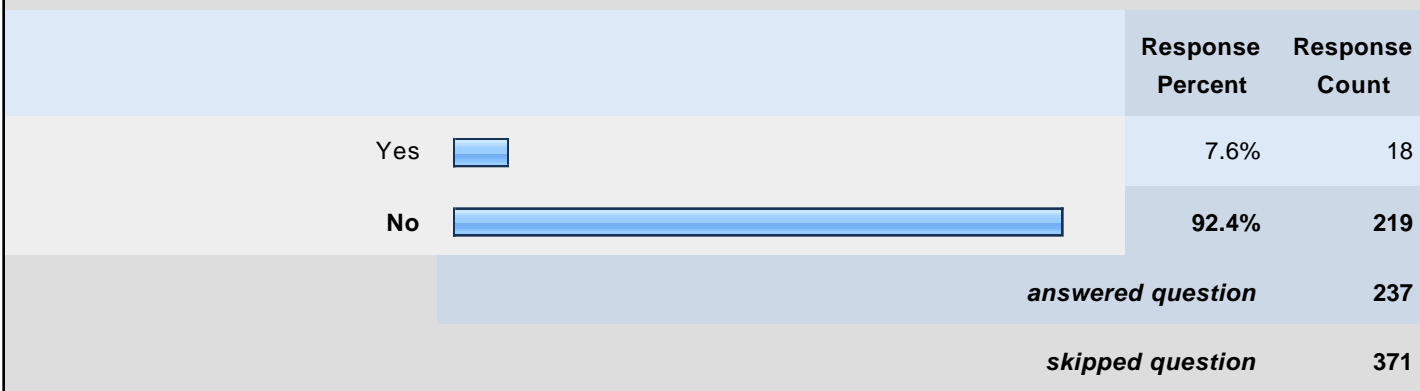 Response Response
Percent Count
Yes 7.6% 18
No 92.4% 219
answered question 237
skipped question 371